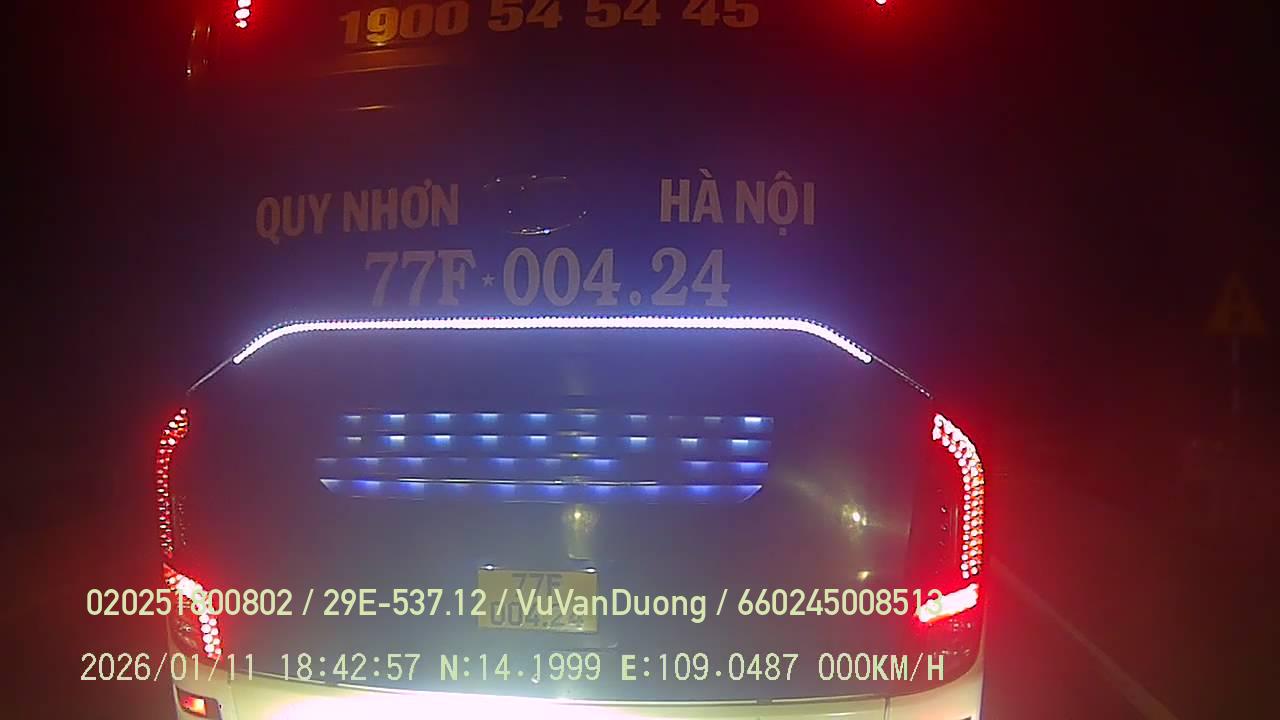 1900 54 54 45
QUY NHƠN HÀ NỘI
77F★004.24
77F
004.24
020251800802 / 29E-537.12 / VuVanDuong / 660245008513
2026/01/11 18:42:57 N:14.1999 E:109.0487 000KM/H